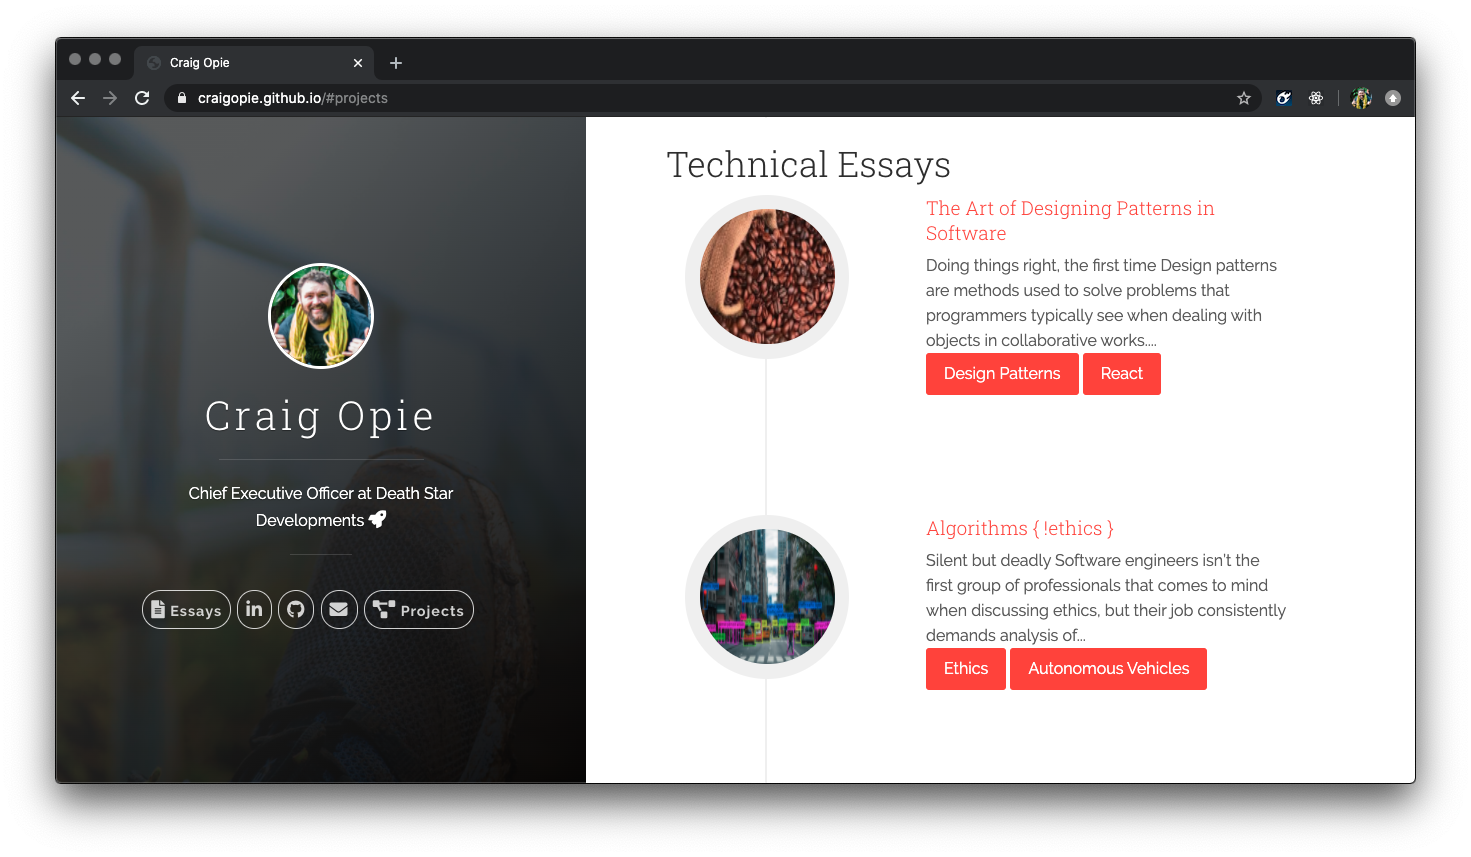 Craig Opie
craigopie.github.io/#projects
Craig Opie
Chief Executive Officer at Death Star
Developments
Essays
Projects
Technical Essays
The Art of Designing Patterns in
Software
Doing things right, the first time Design patterns
are methods used to solve problems that
programmers typically see when dealing with
objects in collaborative works....
Design Patterns React
Algorithms { !ethics }
Silent but deadly Software engineers isn't the
first group of professionals that comes to mind
when discussing ethics, but their job consistently
demands analysis of...
Ethics Autonomous Vehicles